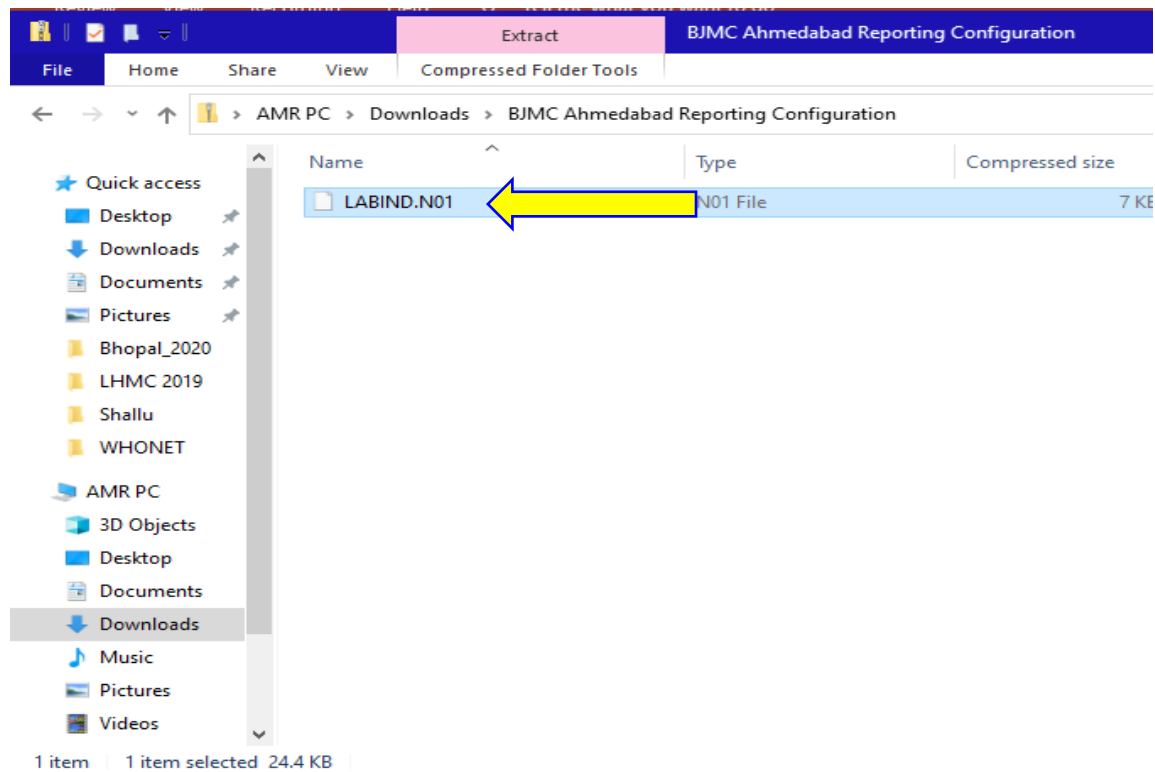 Extract BJMC Ahmedabad Reporting Configuration
File Home Share View Compressed Folder Tools
AMR PC > Downloads > BJMC Ahmedabad Reporting Configuration
Name Type Compressed size
LABIND.N01 N01 File 7 KB
Quick access
Desktop
Downloads
Documents
Pictures
Bhopal_2020
LHMC 2019
Shallu
WHONET
AMR PC
3D Objects
Desktop
Documents
Downloads
Music
Pictures
Videos
1 item 1 item selected 24.4 KB